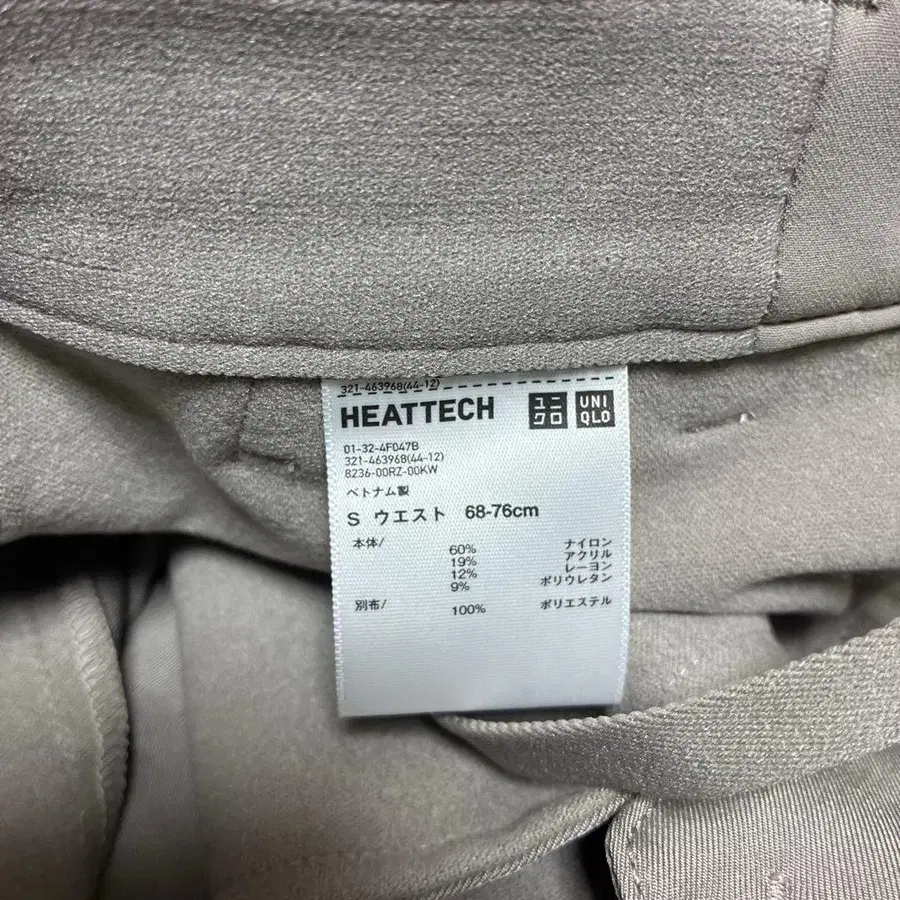 321-463968(44-12)
HEATTECH ユニクロ UNIQLO
01-32-4F047B
321-463968(44-12)
8236-00RZ-00KW
ベトナム製
S ウエスト 68-76cm
本体/ 60% ナイロン
19% アクリル
12% レーヨン
9% ポリウレタン
別布/ 100% ポリエステル